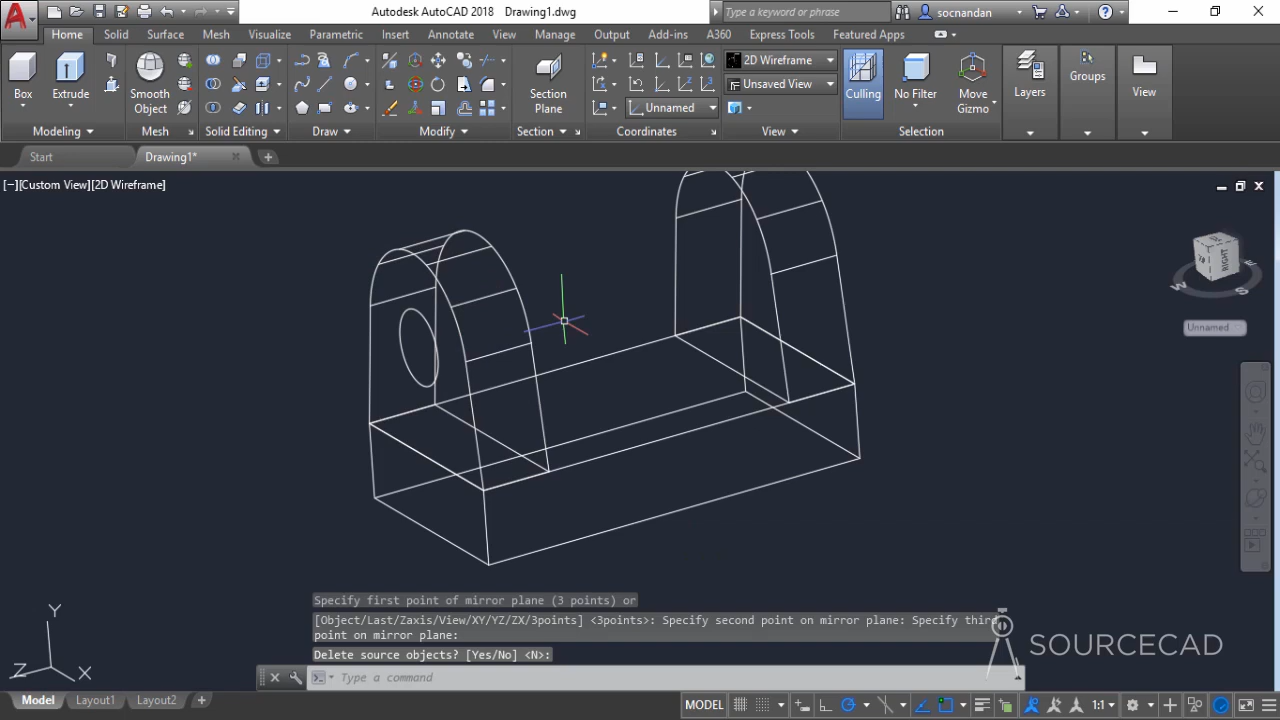 Autodesk AutoCAD 2018 Drawing1.dwg
Type a keyword or phrase
socnandan
Home Solid Surface Mesh Visualize Parametric Insert Annotate View Manage Output Add-ins A360 Express Tools Featured Apps
Box
Extrude
Smooth
Object
Section
Plane
Unnamed
2D Wireframe
Unsaved View
Culling
No Filter
Move
Gizmo
Layers
Groups
View
Modeling Mesh Solid Editing Draw Modify Section Coordinates View Selection
Start Drawing1*
[−][Custom View][2D Wireframe]
RIGHT
W
E
S
Unnamed
Specify first point of mirror plane (3 points) or
[Object/Last/Zaxis/View/XY/YZ/ZX/3points] <3points>: Specify second point on mirror plane: Specify third
point on mirror plane:
Delete source objects? [Yes/No] <N>:
Type a command
Y
Z
X
SOURCECAD
Model Layout1 Layout2
MODEL
1:1